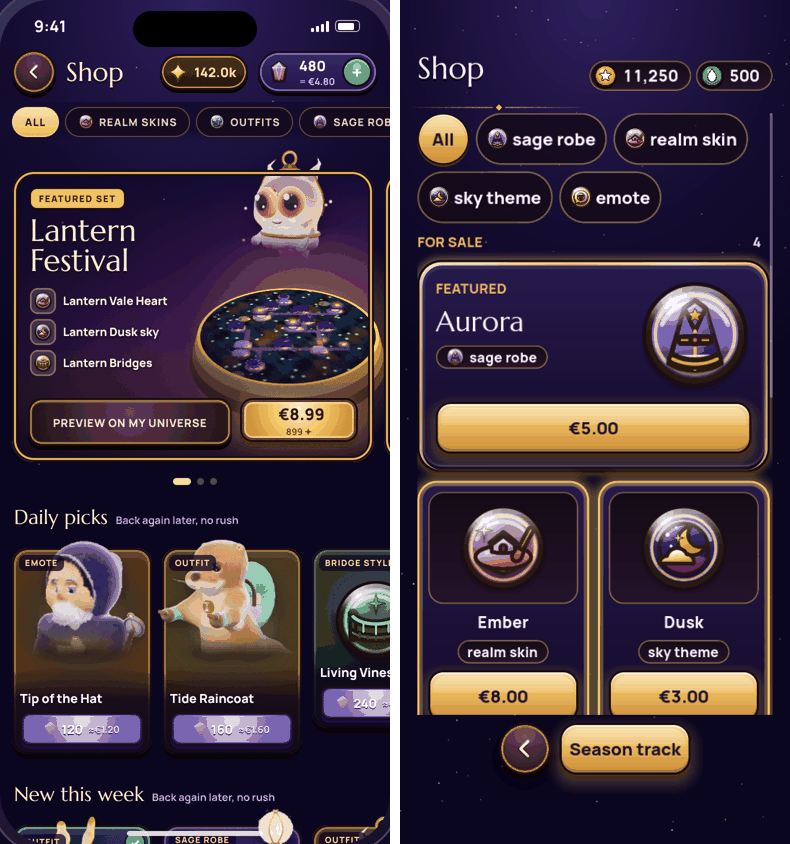 9:41
Shop
142.0k
480
= €4.80
ALL
REALM SKINS
OUTFITS
SAGE ROB
FEATURED SET
Lantern
Festival
Lantern Vale Heart
Lantern Dusk sky
Lantern Bridges
PREVIEW ON MY UNIVERSE
€8.99
899 +
Daily picks
Back again later, no rush
EMOTE
OUTFIT
BRIDGE STYLE
Tip of the Hat
Tide Raincoat
Living Vines
120 ≈€1.20
160 ≈€1.60
240
New this week
Back again later, no rush
UTFIT
SAGE ROBE
OUTFIT
Shop
11,250
500
All
sage robe
realm skin
sky theme
emote
FOR SALE
4
FEATURED
Aurora
sage robe
€5.00
Ember
Dusk
realm skin
sky theme
€8.00
€3.00
Season track